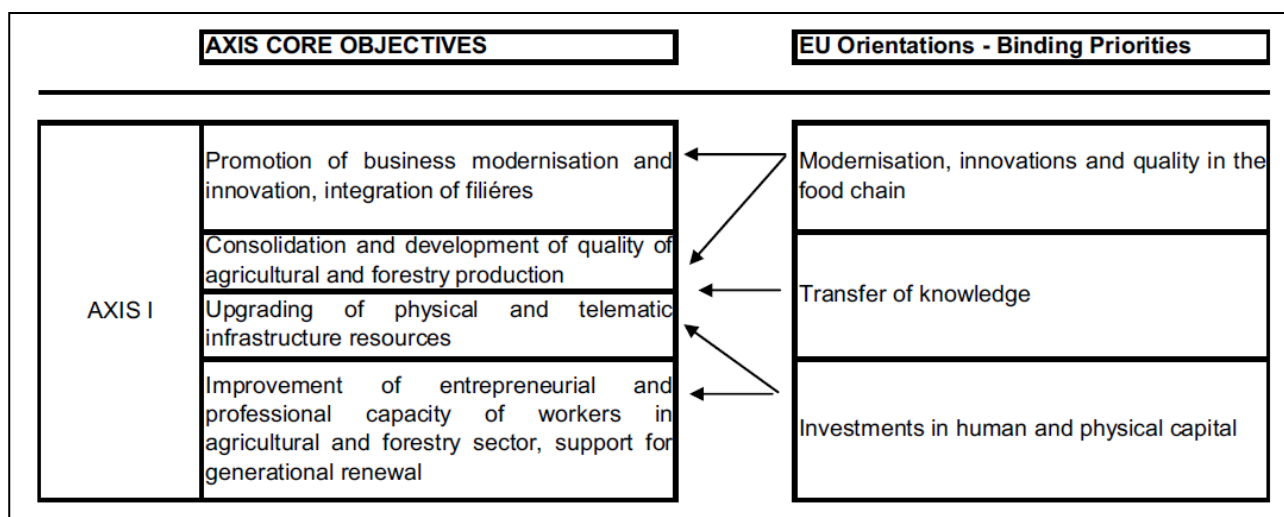 AXIS CORE OBJECTIVES
EU Orientations - Binding Priorities
AXIS I
Promotion of business modernisation and
innovation, integration of filiéres
Consolidation and development of quality of
agricultural and forestry production
Upgrading of physical and telematic
infrastructure resources
Improvement of entrepreneurial and
professional capacity of workers in
agricultural and forestry sector, support for
generational renewal
Modernisation, innovations and quality in the
food chain
Transfer of knowledge
Investments in human and physical capital